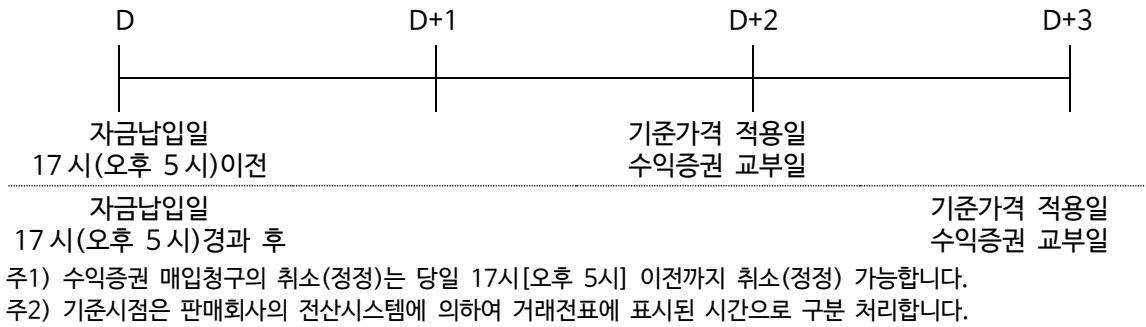 D D+1 D+2 D+3
자금납입일 기준가격 적용일
17시(오후 5시)이전 수익증권 교부일
자금납입일 기준가격 적용일
17시(오후 5시)경과 후 수익증권 교부일
주1) 수익증권 매입청구의 취소(정정)는 당일 17시[오후 5시] 이전까지 취소(정정) 가능합니다.
주2) 기준시점은 판매회사의 전산시스템에 의하여 거래전표에 표시된 시간으로 구분 처리합니다.